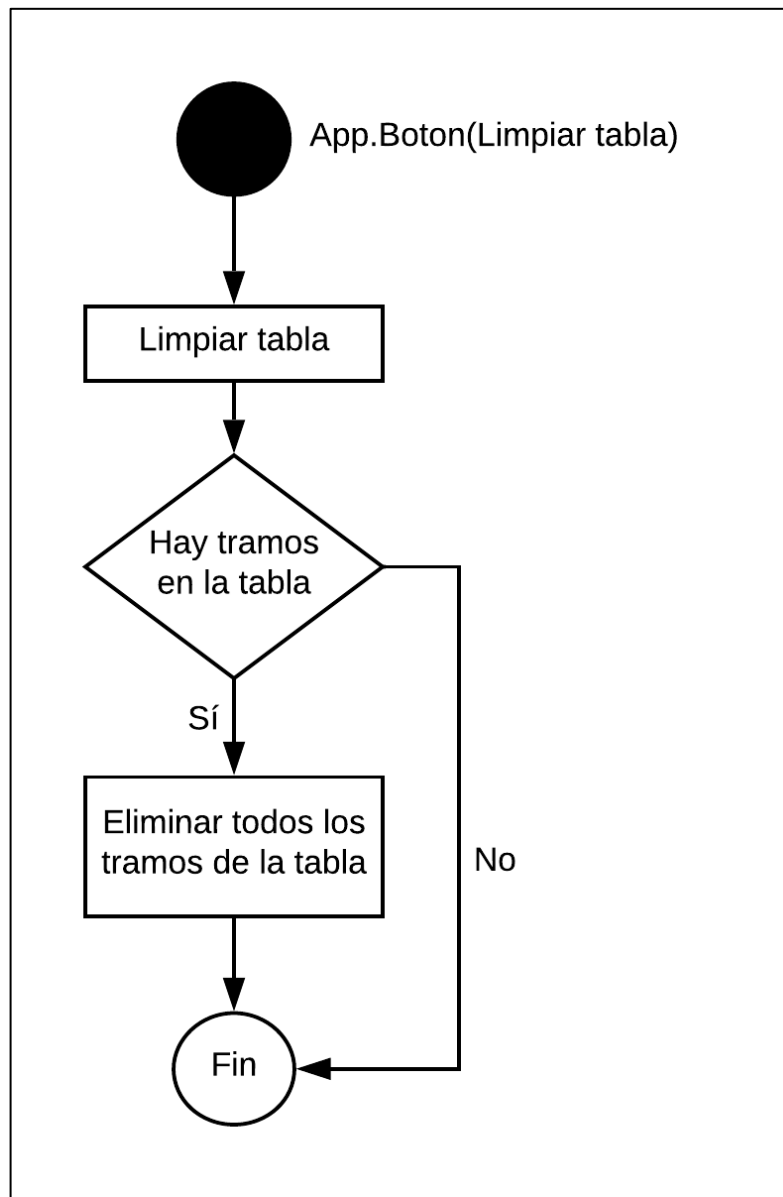 App.Boton(Limpiar tabla)
Limpiar tabla
Hay tramos
en la tabla
Sí
Eliminar todos los
tramos de la tabla
No
Fin